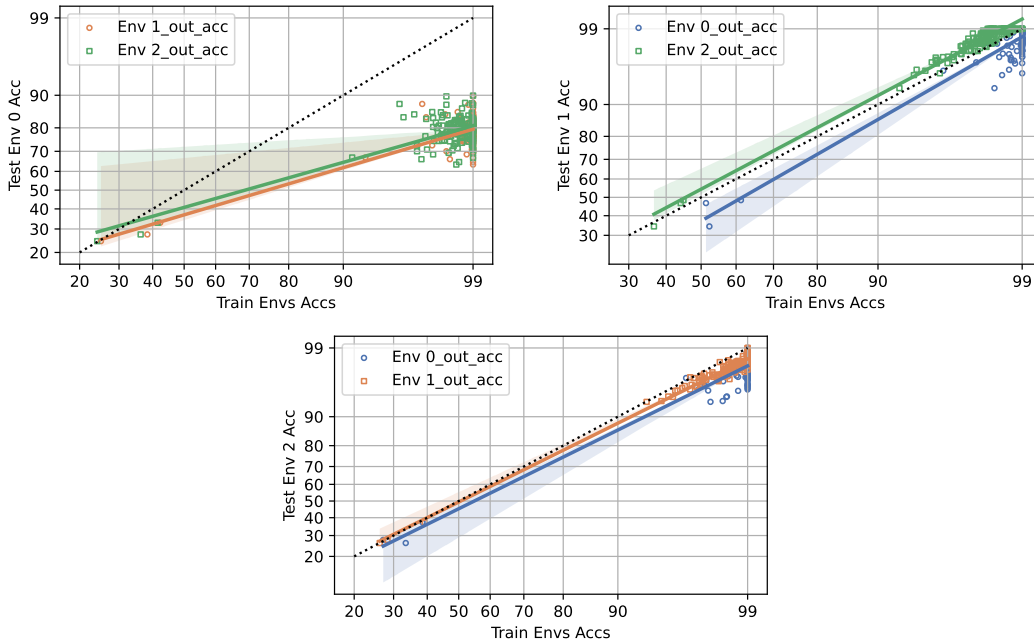 99
90
80
70
60
50
40
30
20
Test Env 0 Acc
Env 1_out_acc
Env 2_out_acc
20 30 40 50 60 70 80 90 99
Train Envs Accs
99
90
80
70
60
50
40
30
Test Env 1 Acc
Env 0_out_acc
Env 2_out_acc
30 40 50 60 70 80 90 99
Train Envs Accs
99
90
80
70
60
50
40
30
20
Test Env 2 Acc
Env 0_out_acc
Env 1_out_acc
20 30 40 50 60 70 80 90 99
Train Envs Accs